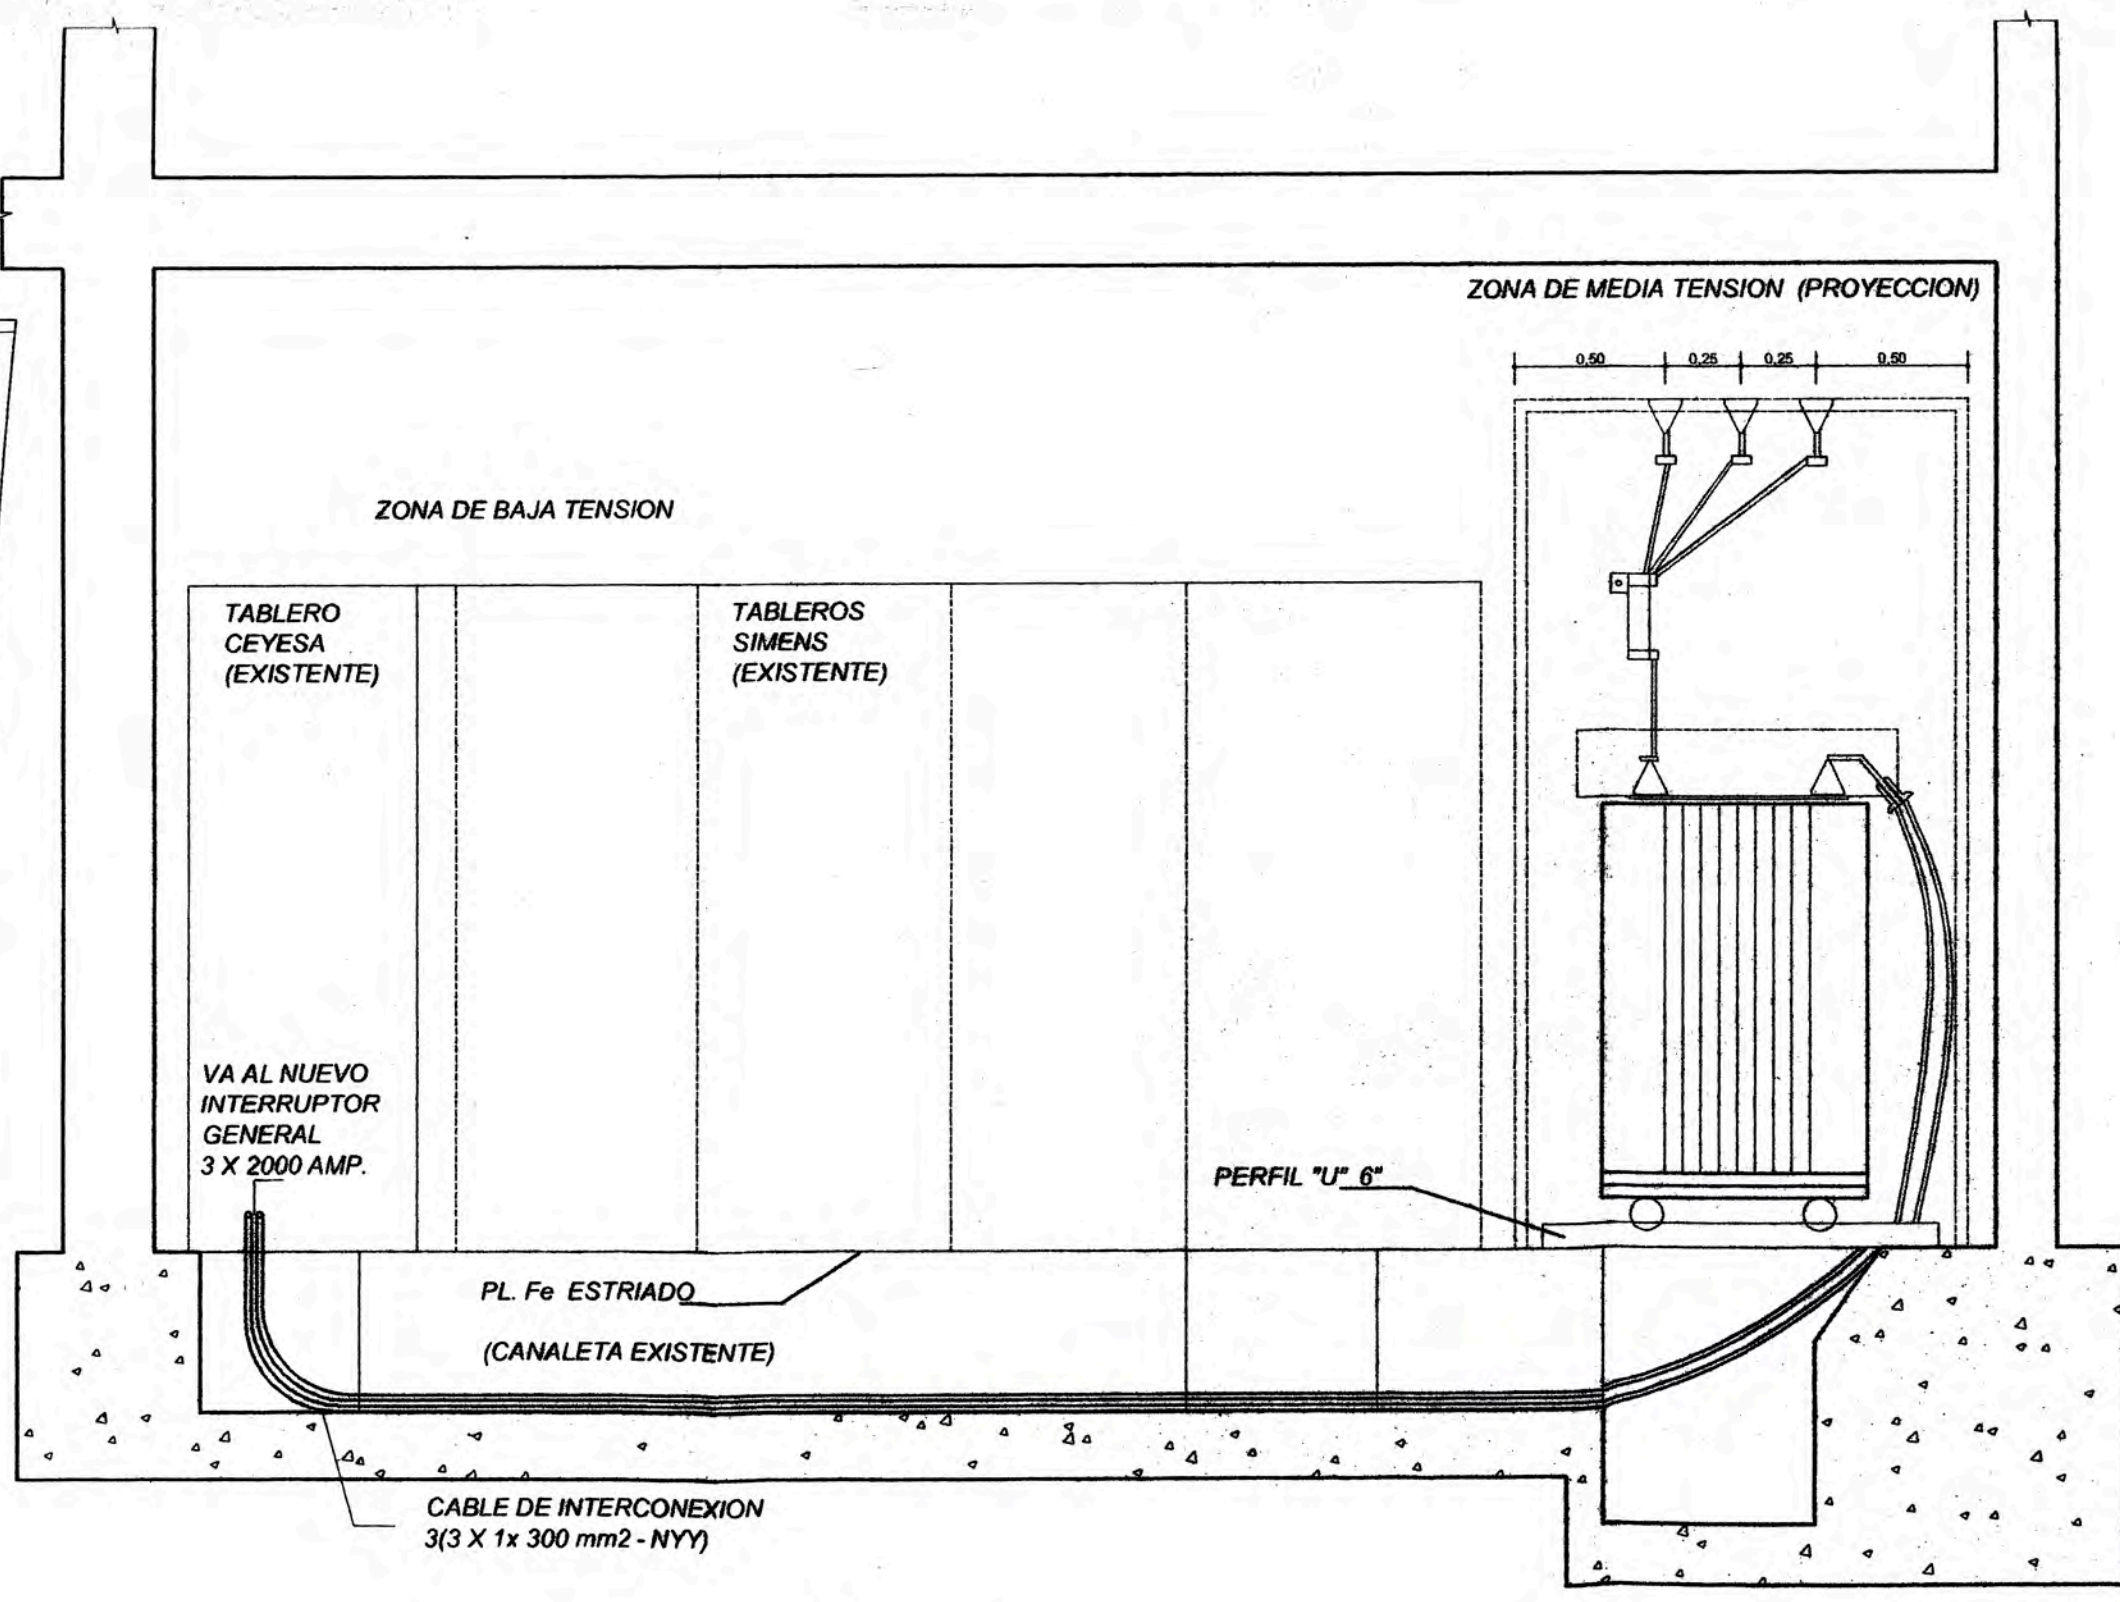 ZONA DE MEDIA TENSION (PROYECCION)
0,50 0,25 0,25 0,50
ZONA DE BAJA TENSION
TABLERO
CEYESA
(EXISTENTE)
TABLEROS
SIMENS
(EXISTENTE)
VA AL NUEVO
INTERRUPTOR
GENERAL
3 X 2000 AMP.
PERFIL "U" 6"
PL. Fe ESTRIADO
(CANALETA EXISTENTE)
CABLE DE INTERCONEXION
3(3 X 1x 300 mm2 - NYY)